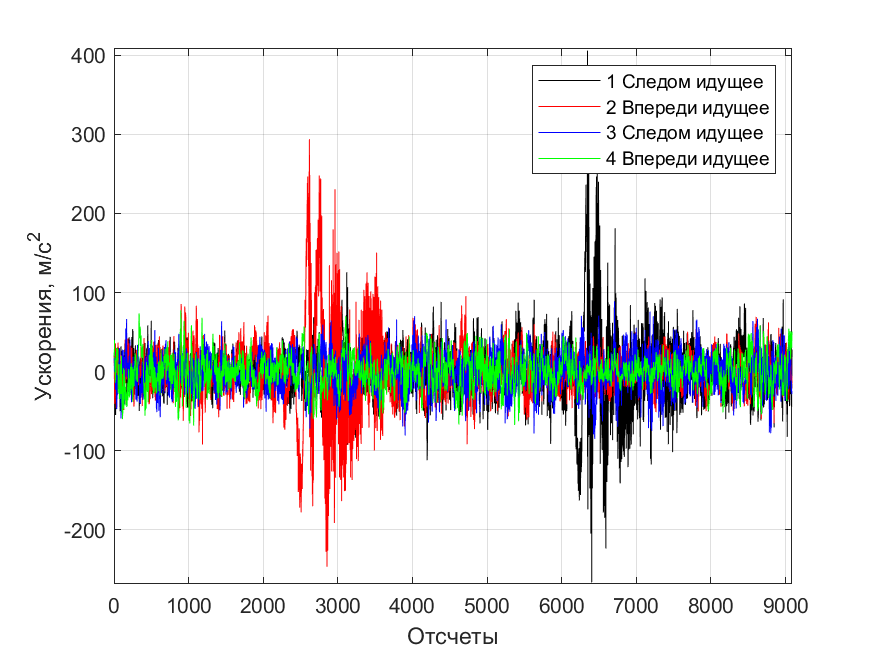 400
300
200
100
0
-100
-200
0 1000 2000 3000 4000 5000 6000 7000 8000 9000
Ускорения, м/с²
Отсчеты
1 Следом идущее
2 Впереди идущее
3 Следом идущее
4 Впереди идущее